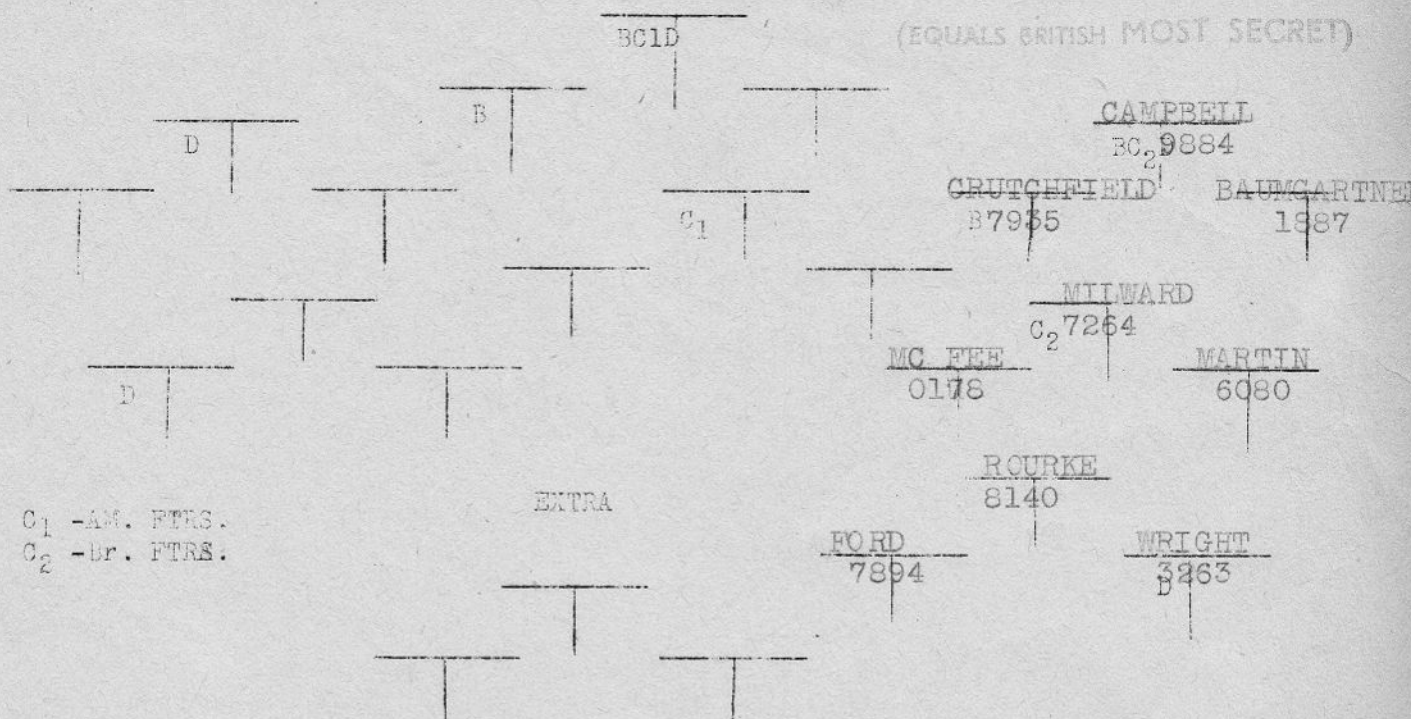 BC1D
(EQUALS BRITISH MOST SECRET)
B
D
CAMPBELL
BC2 9884
CRUTCHFIELD
B7935
BAUMGARTNE
1887
C1
MILWARD
C2 7264
MC FEE
0178
MARTIN
6080
D
ROURKE
8140
EXTRA
C1 -AM. FTRS.
C2 -Br. FTRS.
FORD
7894
WRIGHT
3263
D